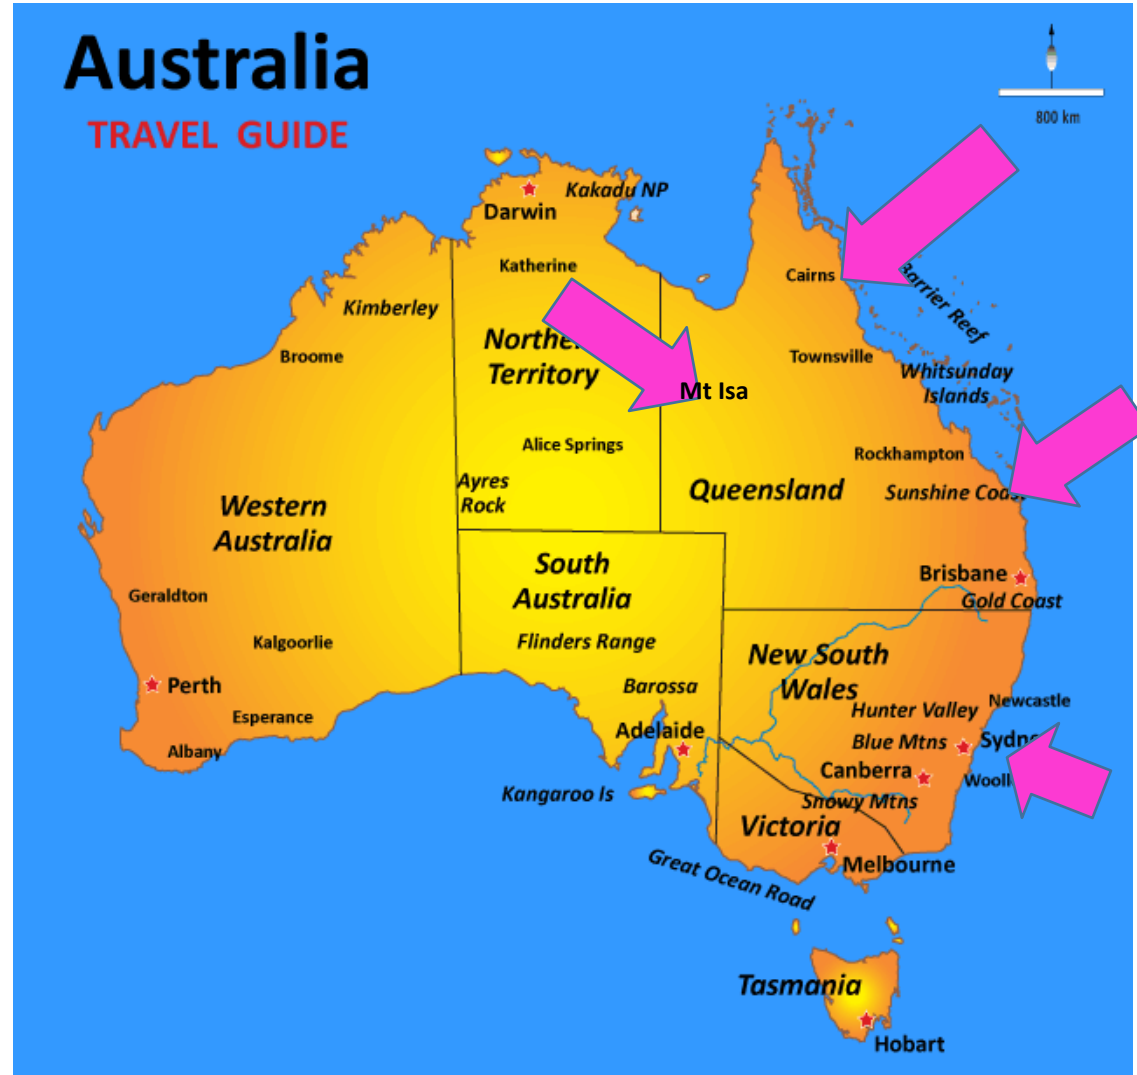 Australia
TRAVEL GUIDE
800 km
Kakadu NP
Darwin
Katherine
Cairns
Barrier Reef
Kimberley
Northern
Territory
Broome
Townsville
Whitsunday
Islands
Mt Isa
Alice Springs
Rockhampton
Ayres
Rock
Queensland
Sunshine Coast
Western
Australia
South
Australia
Brisbane
Gold Coast
Geraldton
Kalgoorlie
Flinders Range
New South
Wales
Perth
Barossa
Newcastle
Esperance
Hunter Valley
Adelaide
Blue Mtns
Sydney
Albany
Canberra
Kangaroo Is
Snowy Mtns
Victoria
Melbourne
Great Ocean Road
Tasmania
Hobart